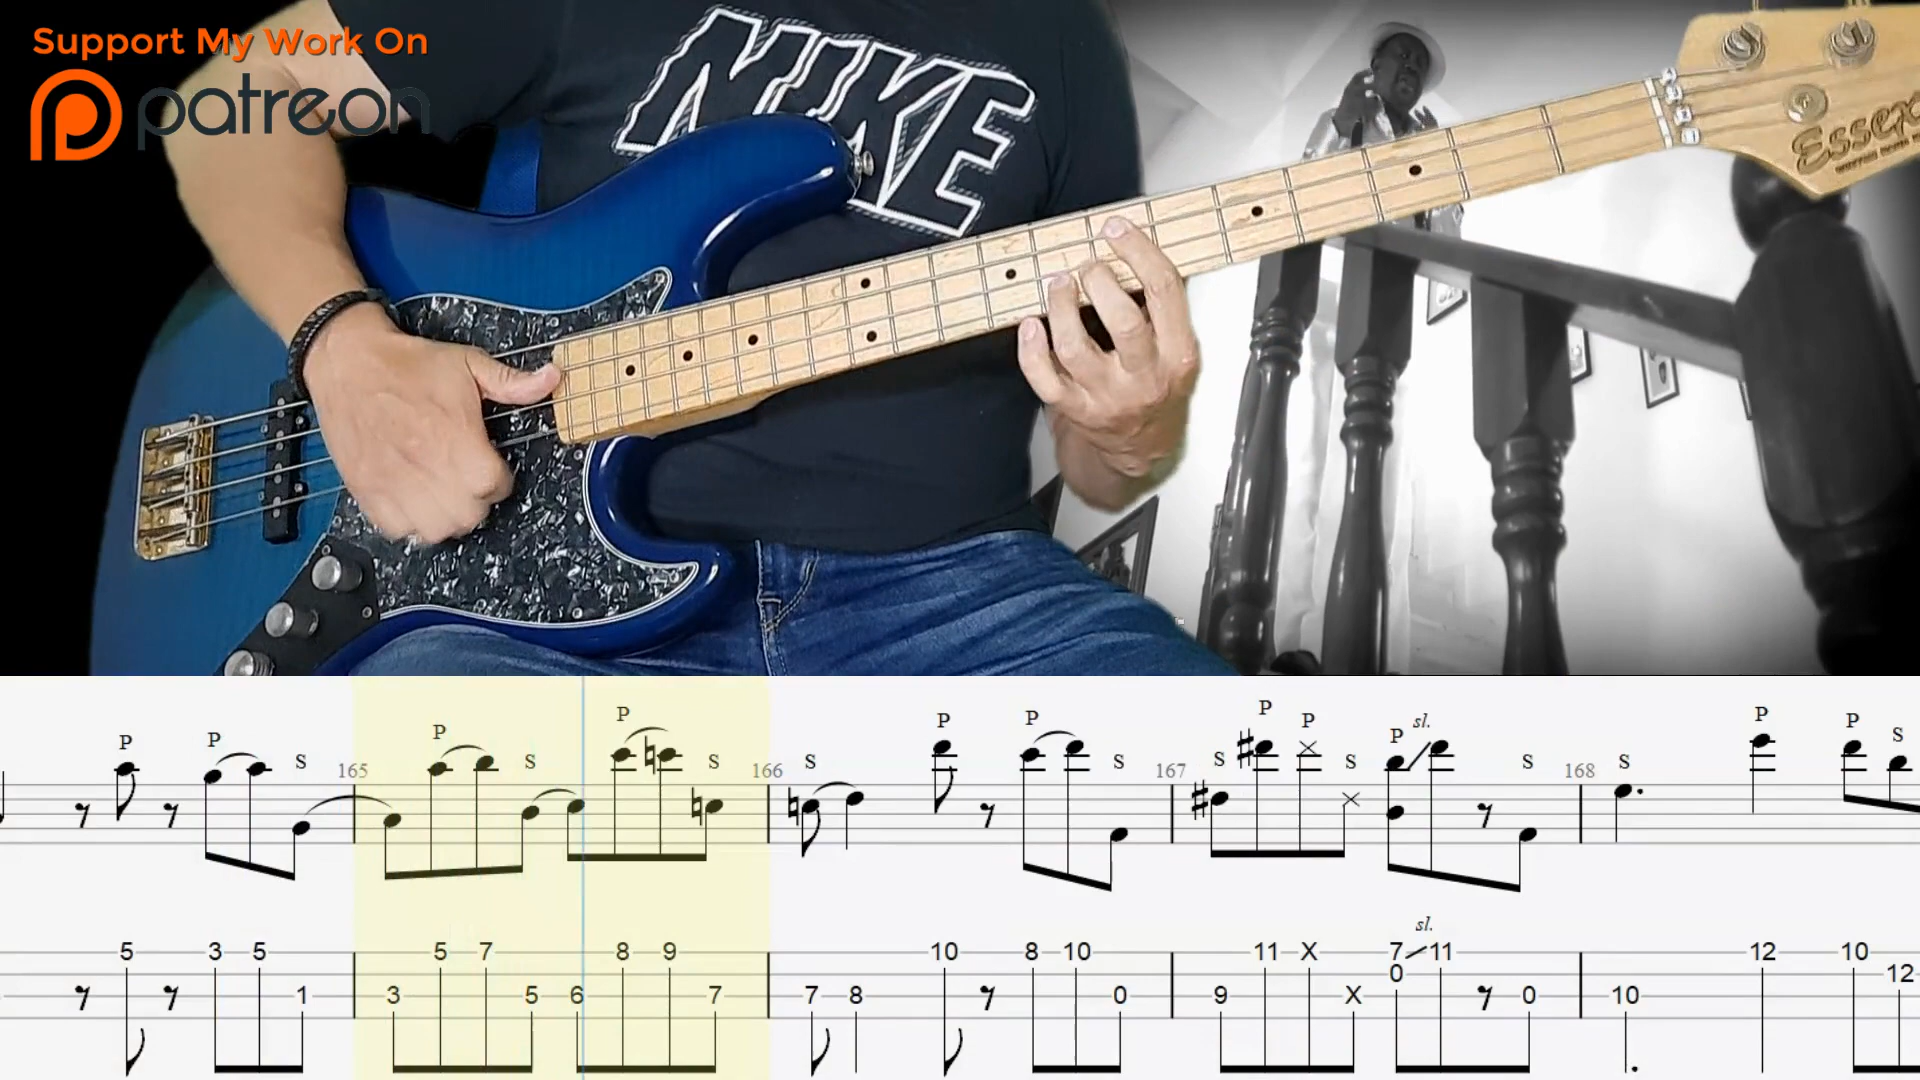 Support My Work On
patreon
NIKE
Essex
P P S 165 P S P S 166 S P P S 167 S P P S P sl. S 168 S P P S
sl.
5 3 5 5 7 8 9 10 8 10 11 X 7 11 12 10
0 12
1 3 5 6 7 7 8 0 9 X 0 10